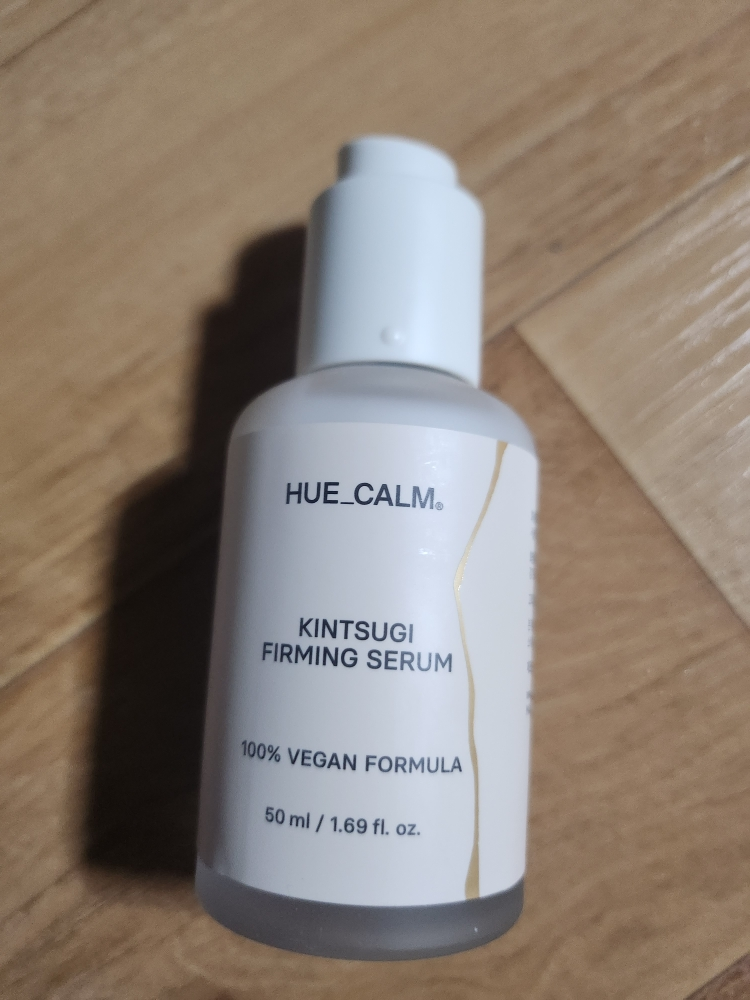 HUE_CALM®
KINTSUGI
FIRMING SERUM
100% VEGAN FORMULA
50 ml / 1.69 fl. oz.